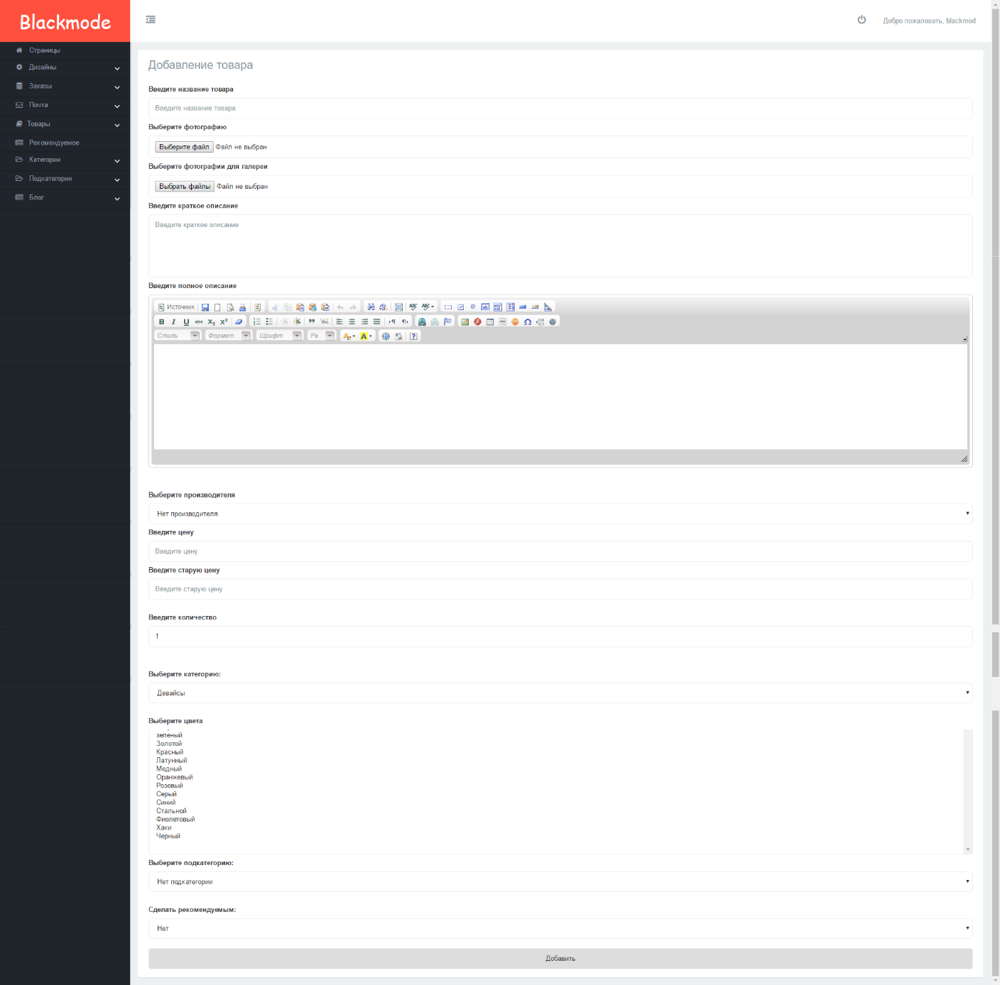 Blackmode
Добро пожаловать, blackmod
Страницы
Дизайны
Заказы
Почта
Товары
Рекомендуемое
Категории
Подкатегории
Блог
Добавление товара
Введите название товара
Введите название товара
Выберите фотографию
Выберите файл Файл не выбран
Выберите фотографии для галереи
Выбрать файлы Файл не выбран
Введите краткое описание
Введите краткое описание
Введите полное описание
Источник
Стиль Формат... Шрифт Ра...
Выберите производителя
Нет производителя
Введите цену
Введите цену
Введите старую цену
Введите старую цену
Введите количество
1
Выберите категорию:
Девайсы
Выберите цвета
зелёный
Золотой
Красный
Латунный
Медный
Оранжевый
Розовый
Серый
Синий
Стальной
Фиолетовый
Хаки
Черный
Выберите подкатегорию:
Нет подкатегории
Сделать рекомендуемым:
Нет
Добавить